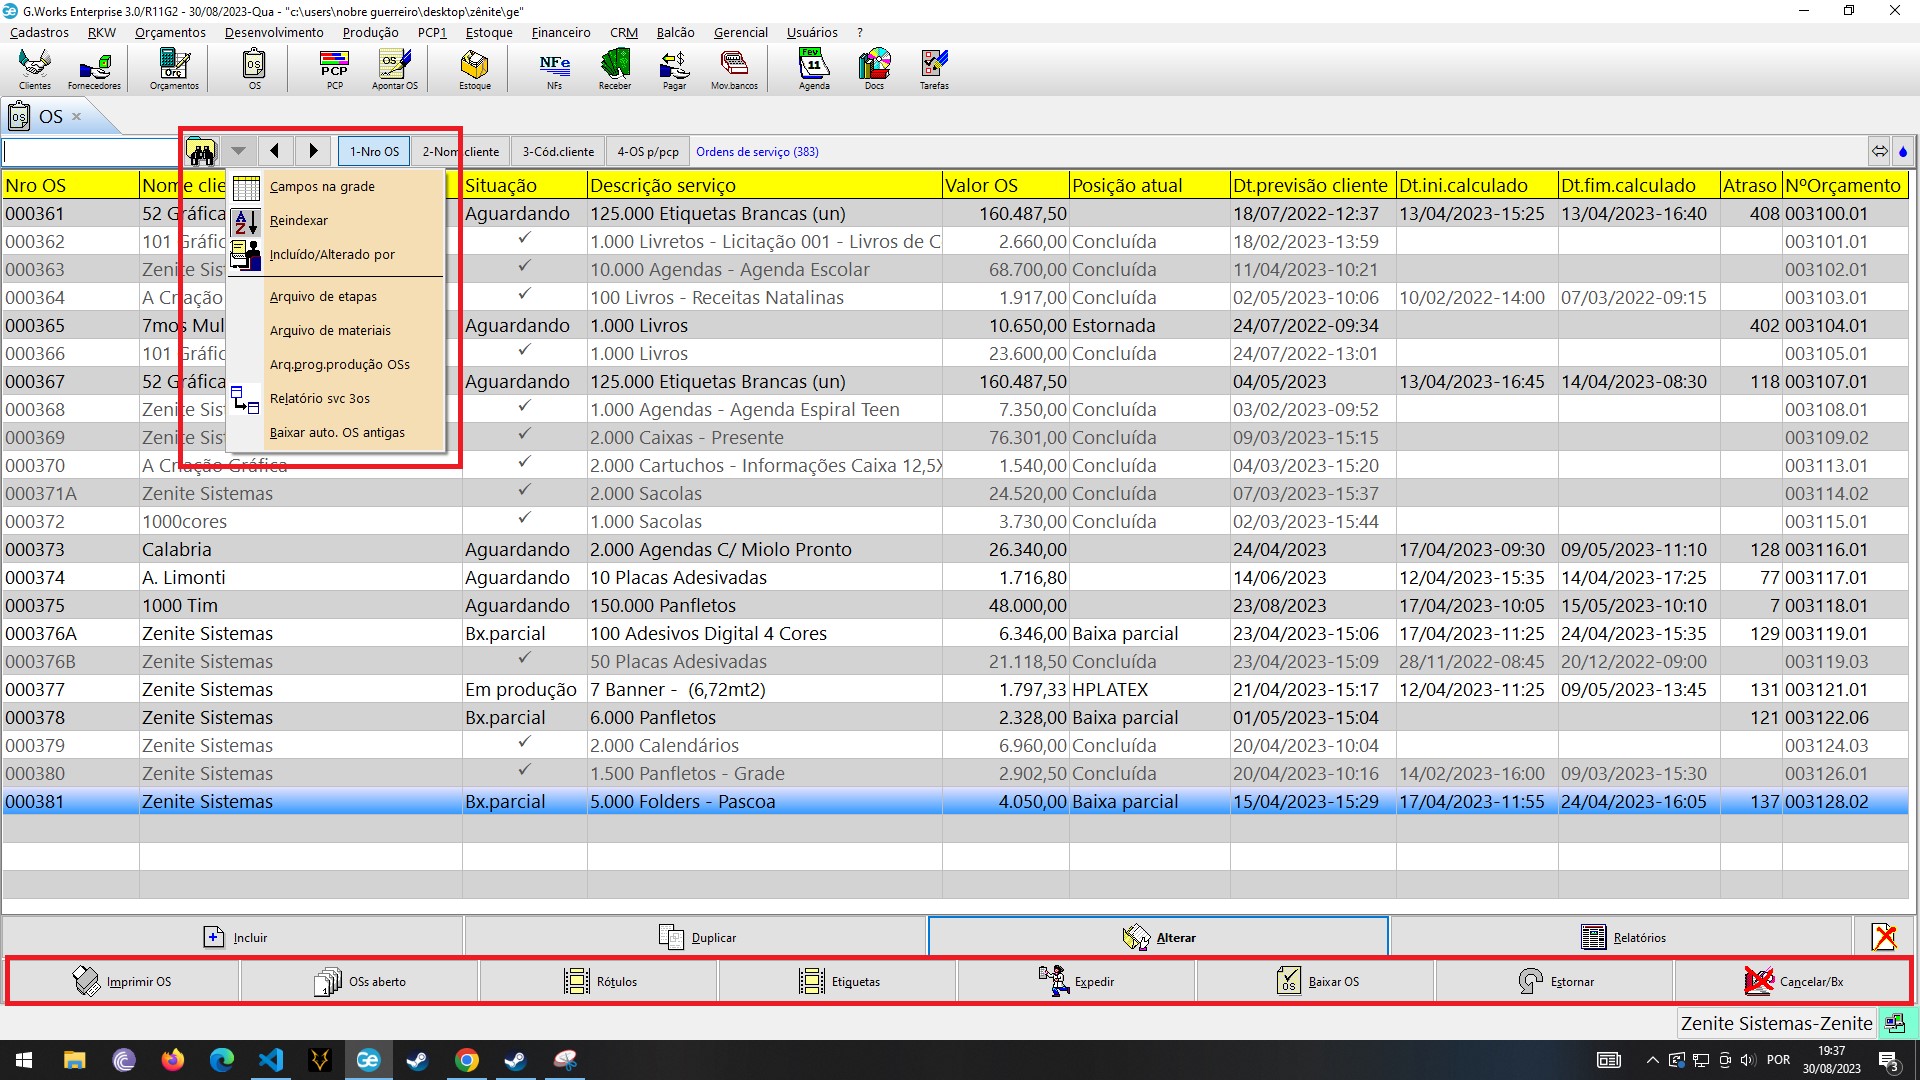 G.Works Enterprise 3.0/R11G2 - 30/08/2023-Qua - "c:\users\nobre guerreiro\desktop\zênite\ge"
Cadastros RKW Orçamentos Desenvolvimento Produção PCP1 Estoque Financeiro CRM Balcão Gerencial Usuários ?
Clientes Fornecedores Orçamentos OS PCP Apontar OS Estoque NFs Receber Pagar Mov.bancos Agenda Docs Tarefas
OS
1-Nro OS 2-Nom.cliente 3-Cód.cliente 4-OS p/pcp Ordens de serviço (383)
Nro OS Nome clie Situação Descrição serviço Valor OS Posição atual Dt.previsão cliente Dt.ini.calculado Dt.fim.calculado Atraso NºOrçamento
Campos na grade
Reindexar
Incluído/Alterado por
Arquivo de etapas
Arquivo de materiais
Arq.prog.produção OSs
Relatório svc 3os
Baixar auto. OS antigas
000361 52 Gráfica Aguardando 125.000 Etiquetas Brancas (un) 160.487,50 18/07/2022-12:37 13/04/2023-15:25 13/04/2023-16:40 408 003100.01
000362 101 Gráfic ✓ 1.000 Livretos - Licitação 001 - Livros de C 2.660,00 Concluída 18/02/2023-13:59 003101.01
000363 Zenite Sis ✓ 10.000 Agendas - Agenda Escolar 68.700,00 Concluída 11/04/2023-10:21 003102.01
000364 A Criação ✓ 100 Livros - Receitas Natalinas 1.917,00 Concluída 02/05/2023-10:06 10/02/2022-14:00 07/03/2022-09:15 003103.01
000365 7mos Mul Aguardando 1.000 Livros 10.650,00 Estornada 24/07/2022-09:34 402 003104.01
000366 101 Gráfic ✓ 1.000 Livros 23.600,00 Concluída 24/07/2022-13:01 003105.01
000367 52 Gráfica Aguardando 125.000 Etiquetas Brancas (un) 160.487,50 04/05/2023 13/04/2023-16:45 14/04/2023-08:30 118 003107.01
000368 Zenite Sis ✓ 1.000 Agendas - Agenda Espiral Teen 7.350,00 Concluída 03/02/2023-09:52 003108.01
000369 Zenite Sis ✓ 2.000 Caixas - Presente 76.301,00 Concluída 09/03/2023-15:15 003109.02
000370 A Criação Gráfica ✓ 2.000 Cartuchos - Informações Caixa 12,5X 1.540,00 Concluída 04/03/2023-15:20 003113.01
000371A Zenite Sistemas ✓ 2.000 Sacolas 24.520,00 Concluída 07/03/2023-15:37 003114.02
000372 1000cores ✓ 1.000 Sacolas 3.730,00 Concluída 02/03/2023-15:44 003115.01
000373 Calabria Aguardando 2.000 Agendas C/ Miolo Pronto 26.340,00 24/04/2023 17/04/2023-09:30 09/05/2023-11:10 128 003116.01
000374 A. Limonti Aguardando 10 Placas Adesivadas 1.716,80 14/06/2023 12/04/2023-15:35 14/04/2023-17:25 77 003117.01
000375 1000 Tim Aguardando 150.000 Panfletos 48.000,00 23/08/2023 17/04/2023-10:05 15/05/2023-10:10 7 003118.01
000376A Zenite Sistemas Bx.parcial 100 Adesivos Digital 4 Cores 6.346,00 Baixa parcial 23/04/2023-15:06 17/04/2023-11:25 24/04/2023-15:35 129 003119.01
000376B Zenite Sistemas ✓ 50 Placas Adesivadas 21.118,50 Concluída 23/04/2023-15:09 28/11/2022-08:45 20/12/2022-09:00 003119.03
000377 Zenite Sistemas Em produção 7 Banner - (6,72mt2) 1.797,33 HPLATEX 21/04/2023-15:17 12/04/2023-11:25 09/05/2023-13:45 131 003121.01
000378 Zenite Sistemas Bx.parcial 6.000 Panfletos 2.328,00 Baixa parcial 01/05/2023-15:04 121 003122.06
000379 Zenite Sistemas ✓ 2.000 Calendários 6.960,00 Concluída 20/04/2023-10:04 003124.03
000380 Zenite Sistemas ✓ 1.500 Panfletos - Grade 2.902,50 Concluída 20/04/2023-10:16 14/02/2023-16:00 09/03/2023-15:30 003126.01
000381 Zenite Sistemas Bx.parcial 5.000 Folders - Pascoa 4.050,00 Baixa parcial 15/04/2023-15:29 17/04/2023-11:55 24/04/2023-16:05 137 003128.02
Incluir Duplicar Alterar Relatórios
Imprimir OS OSs aberto Rótulos Etiquetas Expedir Baixar OS Estornar Cancelar/Bx
Zenite Sistemas-Zenite
POR 19:37
30/08/2023 3